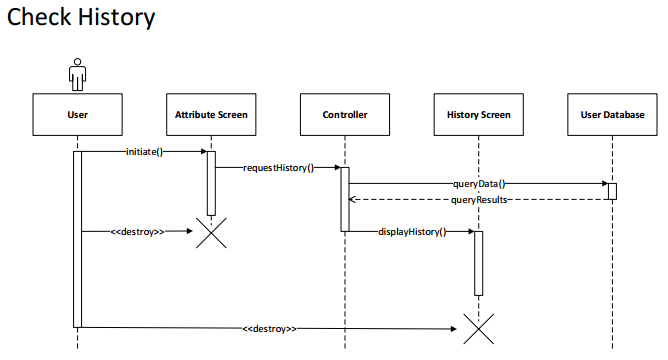 Check History
User
Attribute Screen
Controller
History Screen
User Database
initiate()
requestHistory()
queryData()
queryResults
<<destroy>>
displayHistory()
<<destroy>>